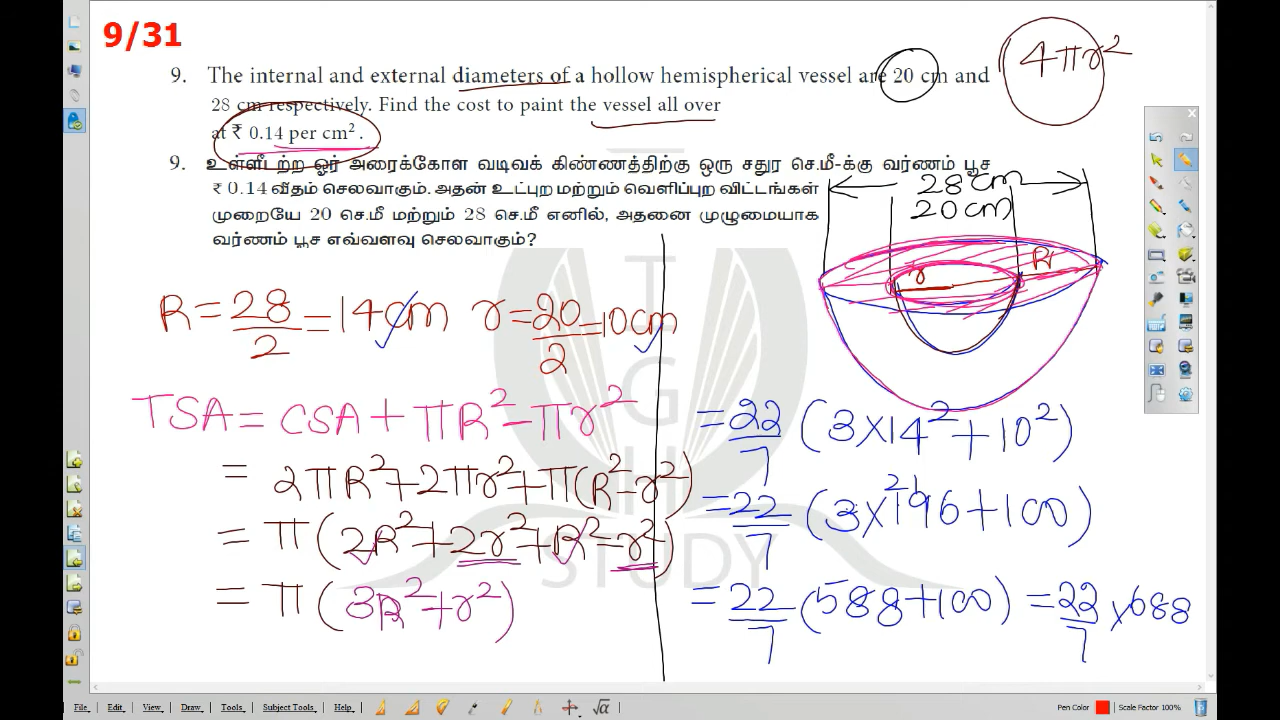 9/31
9. The internal and external diameters of a hollow hemispherical vessel are 20 cm and
28 cm respectively. Find the cost to paint the vessel all over
at ₹ 0.14 per cm².
4πr²
9. உள்ளீடற்ற ஓர் அரைக்கோள வடிவக் கிண்ணத்திற்கு ஒரு சதுர செ.மீ-க்கு வர்ணம் பூச
₹ 0.14 வீதம் செலவாகும். அதன் உட்புற மற்றும் வெளிப்புற விட்டங்கள்
முறையே 20 செ.மீ மற்றும் 28 செ.மீ எனில், அதனை முழுமையாக
வர்ணம் பூச எவ்வளவு செலவாகும்?
28 cm
20 cm
r R
R = 28/2 = 14 cm r = 20/2 = 10 cm
TSA = CSA + πR² - πr²
= 2πR² + 2πr² + π(R² - r²)
= π(2R² + 2r² + R² - r²)
= π(3R² + r²)
= 22/7 (3×14² + 10²)
= 22/7 (3×196 + 100)
= 22/7 (588 + 100) = 22/7 × 688
TGH
STUDY
File Edit View Draw Tools Subject Tools Help
Pen Color Scale Factor 100%